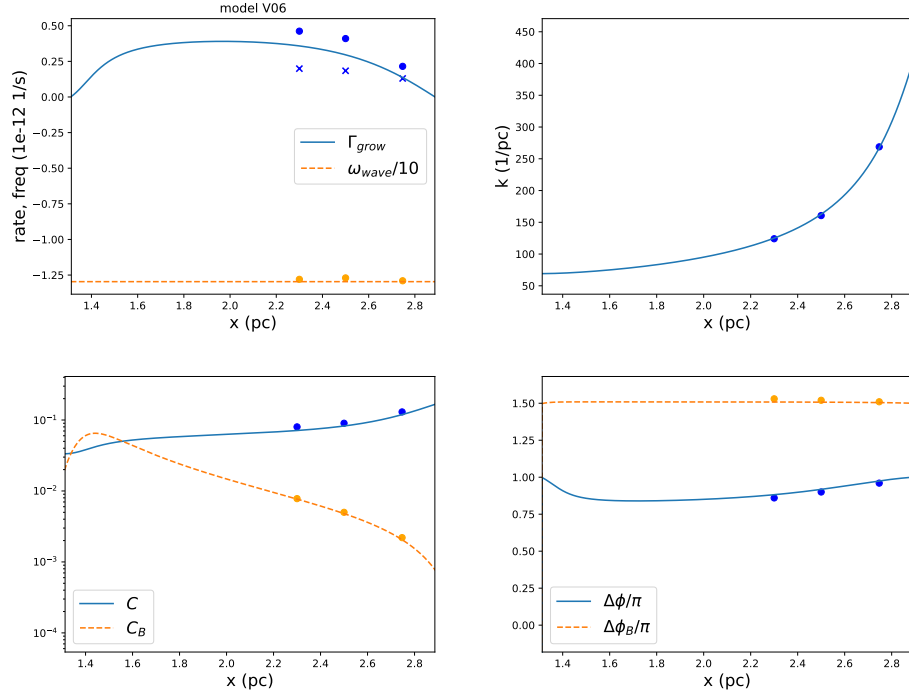 model V06
rate, freq (1e-12 1/s)
0.50
0.25
0.00
−0.25
−0.50
−0.75
−1.00
−1.25
Γgrow
ωwave/10
1.4 1.6 1.8 2.0 2.2 2.4 2.6 2.8
x (pc)
k (1/pc)
450
400
350
300
250
200
150
100
50
1.4 1.6 1.8 2.0 2.2 2.4 2.6 2.8
x (pc)
10⁻¹
10⁻²
10⁻³
10⁻⁴
C
C_B
1.4 1.6 1.8 2.0 2.2 2.4 2.6 2.8
x (pc)
1.50
1.25
1.00
0.75
0.50
0.25
0.00
Δϕ/π
Δϕ_B/π
1.4 1.6 1.8 2.0 2.2 2.4 2.6 2.8
x (pc)